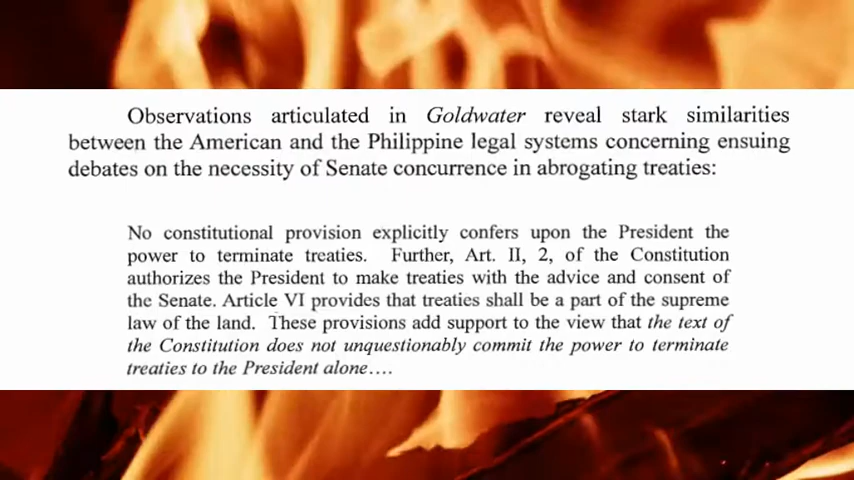 Observations articulated in Goldwater reveal stark similarities
between the American and the Philippine legal systems concerning ensuing
debates on the necessity of Senate concurrence in abrogating treaties:
No constitutional provision explicitly confers upon the President the
power to terminate treaties. Further, Art. II, 2, of the Constitution
authorizes the President to make treaties with the advice and consent of
the Senate. Article VI provides that treaties shall be a part of the supreme
law of the land. These provisions add support to the view that the text of
the Constitution does not unquestionably commit the power to terminate
treaties to the President alone….